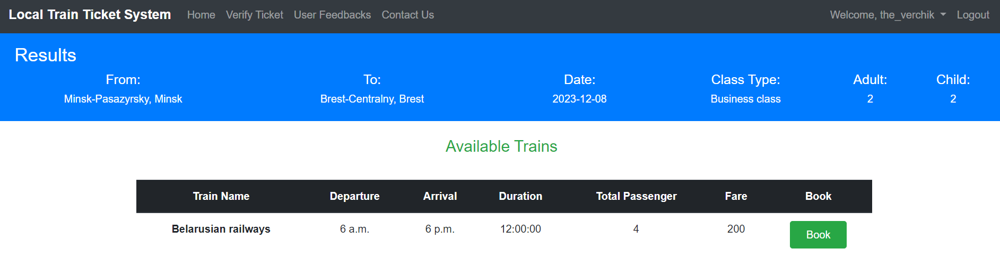 Local Train Ticket System Home Verify Ticket User Feedbacks Contact Us Welcome, the_verchik Logout
Results
From: To: Date: Class Type: Adult: Child:
Minsk-Pasazyrsky, Minsk Brest-Centralny, Brest 2023-12-08 Business class 2 2
Available Trains
Train Name Departure Arrival Duration Total Passenger Fare Book
Belarusian railways 6 a.m. 6 p.m. 12:00:00 4 200 Book